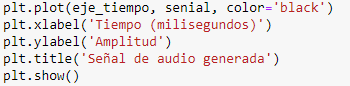 plt.plot(eje_tiempo, senial, color='black')
plt.xlabel('Tiempo (milisegundos)')
plt.ylabel('Amplitud')
plt.title('Señal de audio generada')
plt.show()